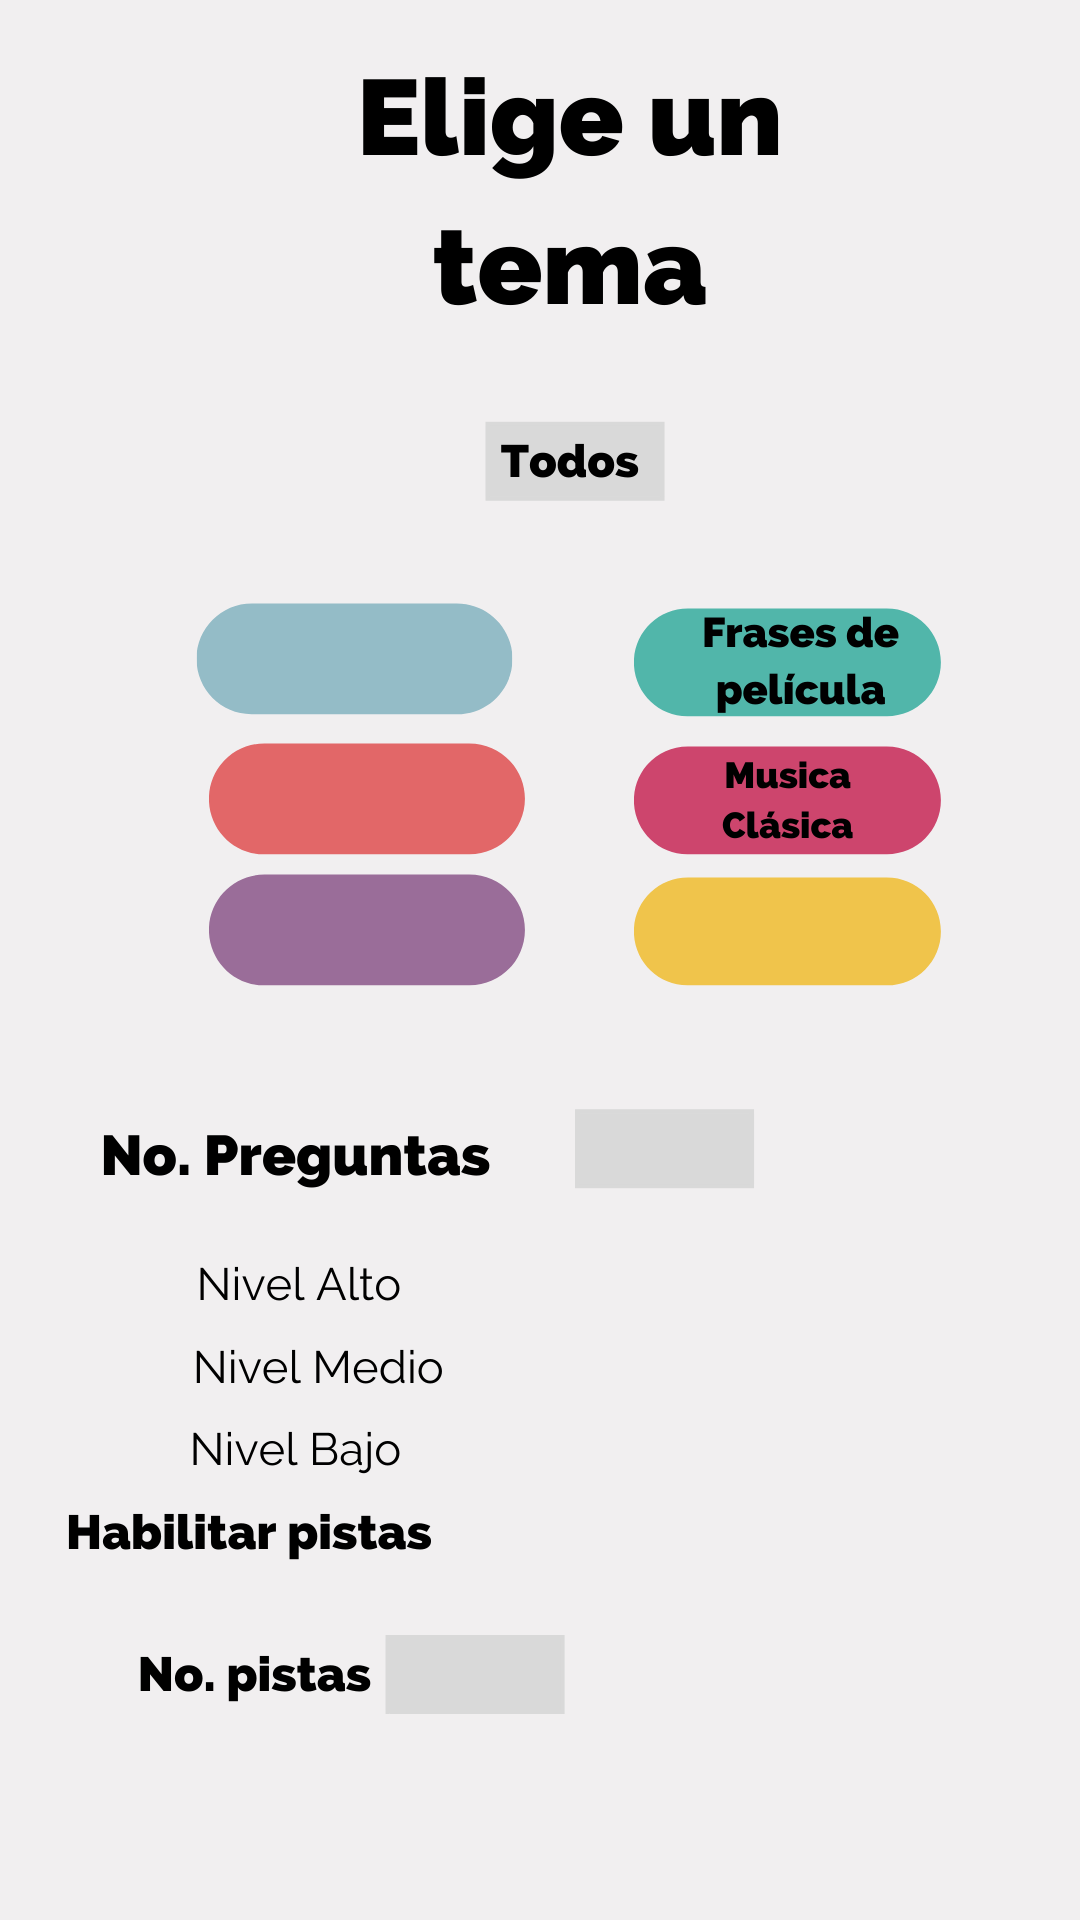 Elige un
tema
Todos
Frases de
película
Musica
Clásica
No. Preguntas
Nivel Alto
Nivel Medio
Nivel Bajo
Habilitar pistas
No. pistas